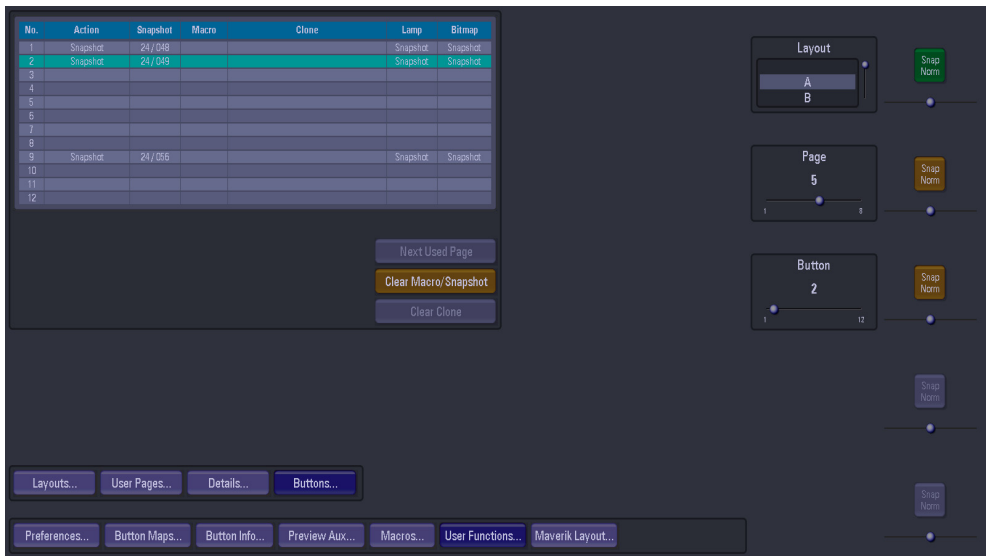 No. Action Snapshot Macro Clone Lamp Bitmap
1 Snapshot 24 / 048 Snapshot Snapshot
2 Snapshot 24 / 049 Snapshot Snapshot
3
4
5
6
7
8
9 Snapshot 24 / 056 Snapshot Snapshot
10
11
12
Next Used Page
Clear Macro/Snapshot
Clear Clone
Layout
A
B
Snap
Norm
Page
5
1 8
Snap
Norm
Button
2
1 12
Snap
Norm
Snap
Norm
Snap
Norm
Layouts... User Pages... Details... Buttons...
Preferences... Button Maps... Button Info... Preview Aux... Macros... User Functions... Maverik Layout...